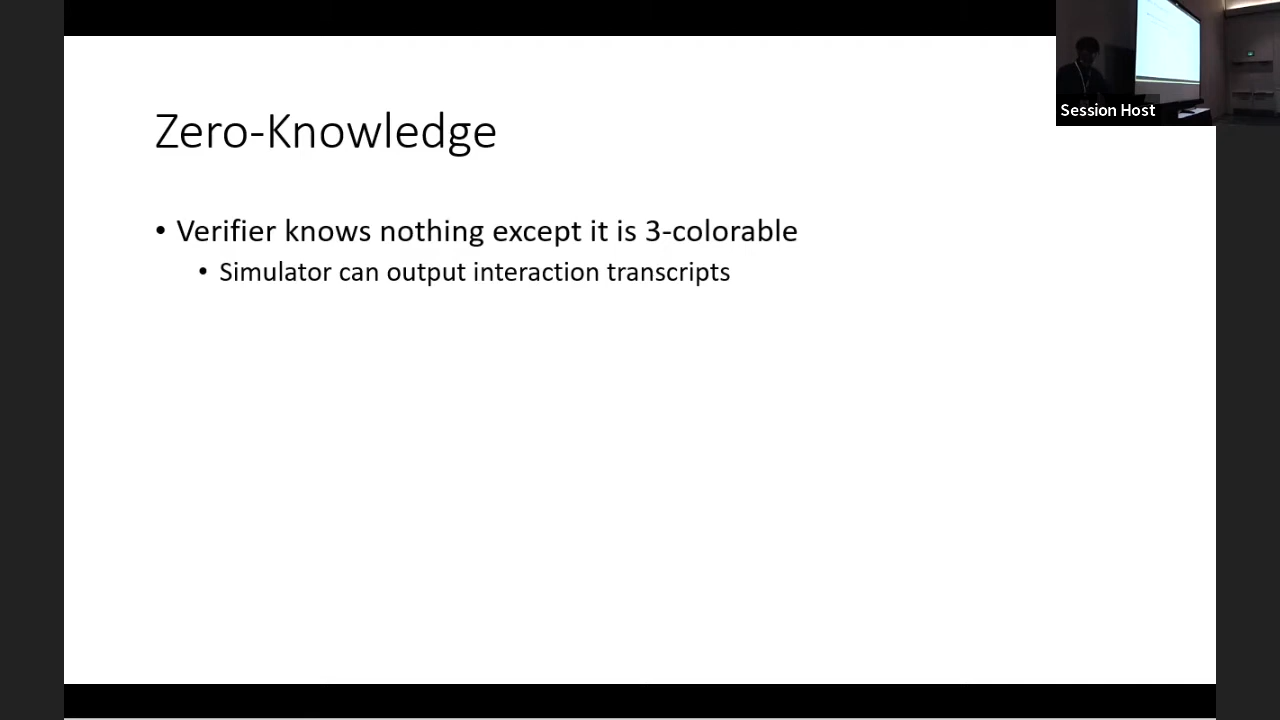 Session Host
Zero-Knowledge
• Verifier knows nothing except it is 3-colorable
• Simulator can output interaction transcripts